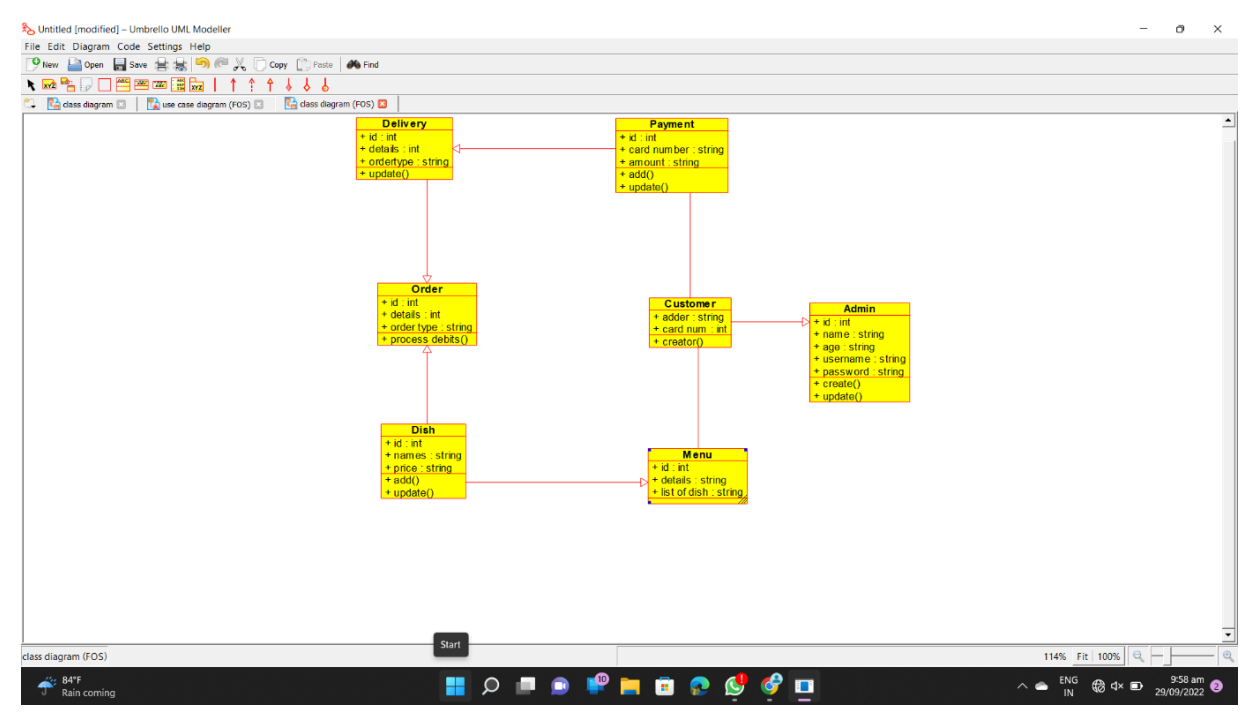 Untitled [modified] – Umbrello UML Modeller
File Edit Diagram Code Settings Help
New Open Save Copy Paste Find
class diagram use case diagram (FOS) class diagram (FOS)
Delivery
+ id : int
+ details : int
+ ordertype : string
+ update()
Payment
+ id : int
+ card number : string
+ amount : string
+ add()
+ update()
Order
+ id : int
+ details : int
+ order type : string
+ process debits()
Customer
+ adder : string
+ card num : int
+ creator()
Admin
+ id : int
+ name : string
+ age : string
+ username : string
+ password : string
+ create()
+ update()
Dish
+ id : int
+ names : string
+ price : string
+ add()
+ update()
Menu
+ id : int
+ details : string
+ list of dish : string
Start
class diagram (FOS)
114% Fit 100%
84°F
Rain coming
10
ENG
IN
9:58 am
29/09/2022
2